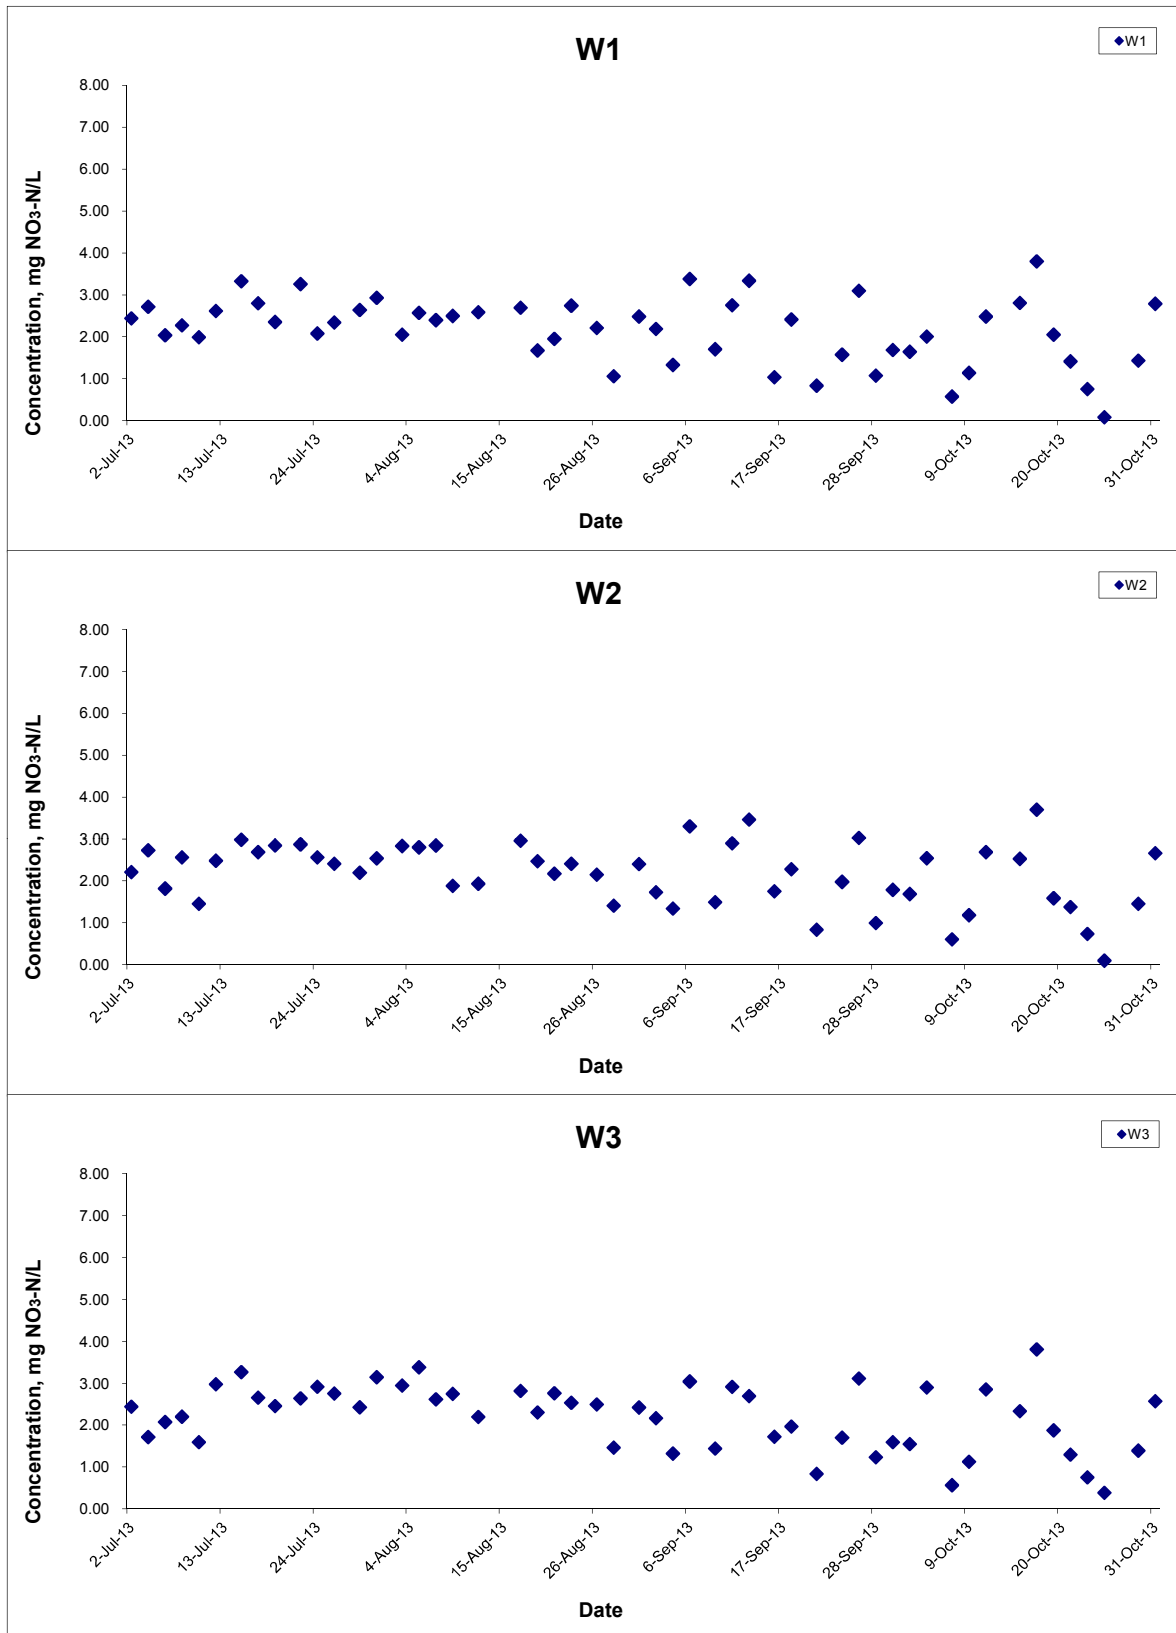 W1
W1
8.00
7.00
6.00
5.00
4.00
3.00
2.00
1.00
0.00
Concentration, mg NO3-N/L
2-Jul-13
13-Jul-13
24-Jul-13
4-Aug-13
15-Aug-13
26-Aug-13
6-Sep-13
17-Sep-13
28-Sep-13
9-Oct-13
20-Oct-13
31-Oct-13
Date
W2
W2
8.00
7.00
6.00
5.00
4.00
3.00
2.00
1.00
0.00
Concentration, mg NO3-N/L
2-Jul-13
13-Jul-13
24-Jul-13
4-Aug-13
15-Aug-13
26-Aug-13
6-Sep-13
17-Sep-13
28-Sep-13
9-Oct-13
20-Oct-13
31-Oct-13
Date
W3
W3
8.00
7.00
6.00
5.00
4.00
3.00
2.00
1.00
0.00
Concentration, mg NO3-N/L
2-Jul-13
13-Jul-13
24-Jul-13
4-Aug-13
15-Aug-13
26-Aug-13
6-Sep-13
17-Sep-13
28-Sep-13
9-Oct-13
20-Oct-13
31-Oct-13
Date